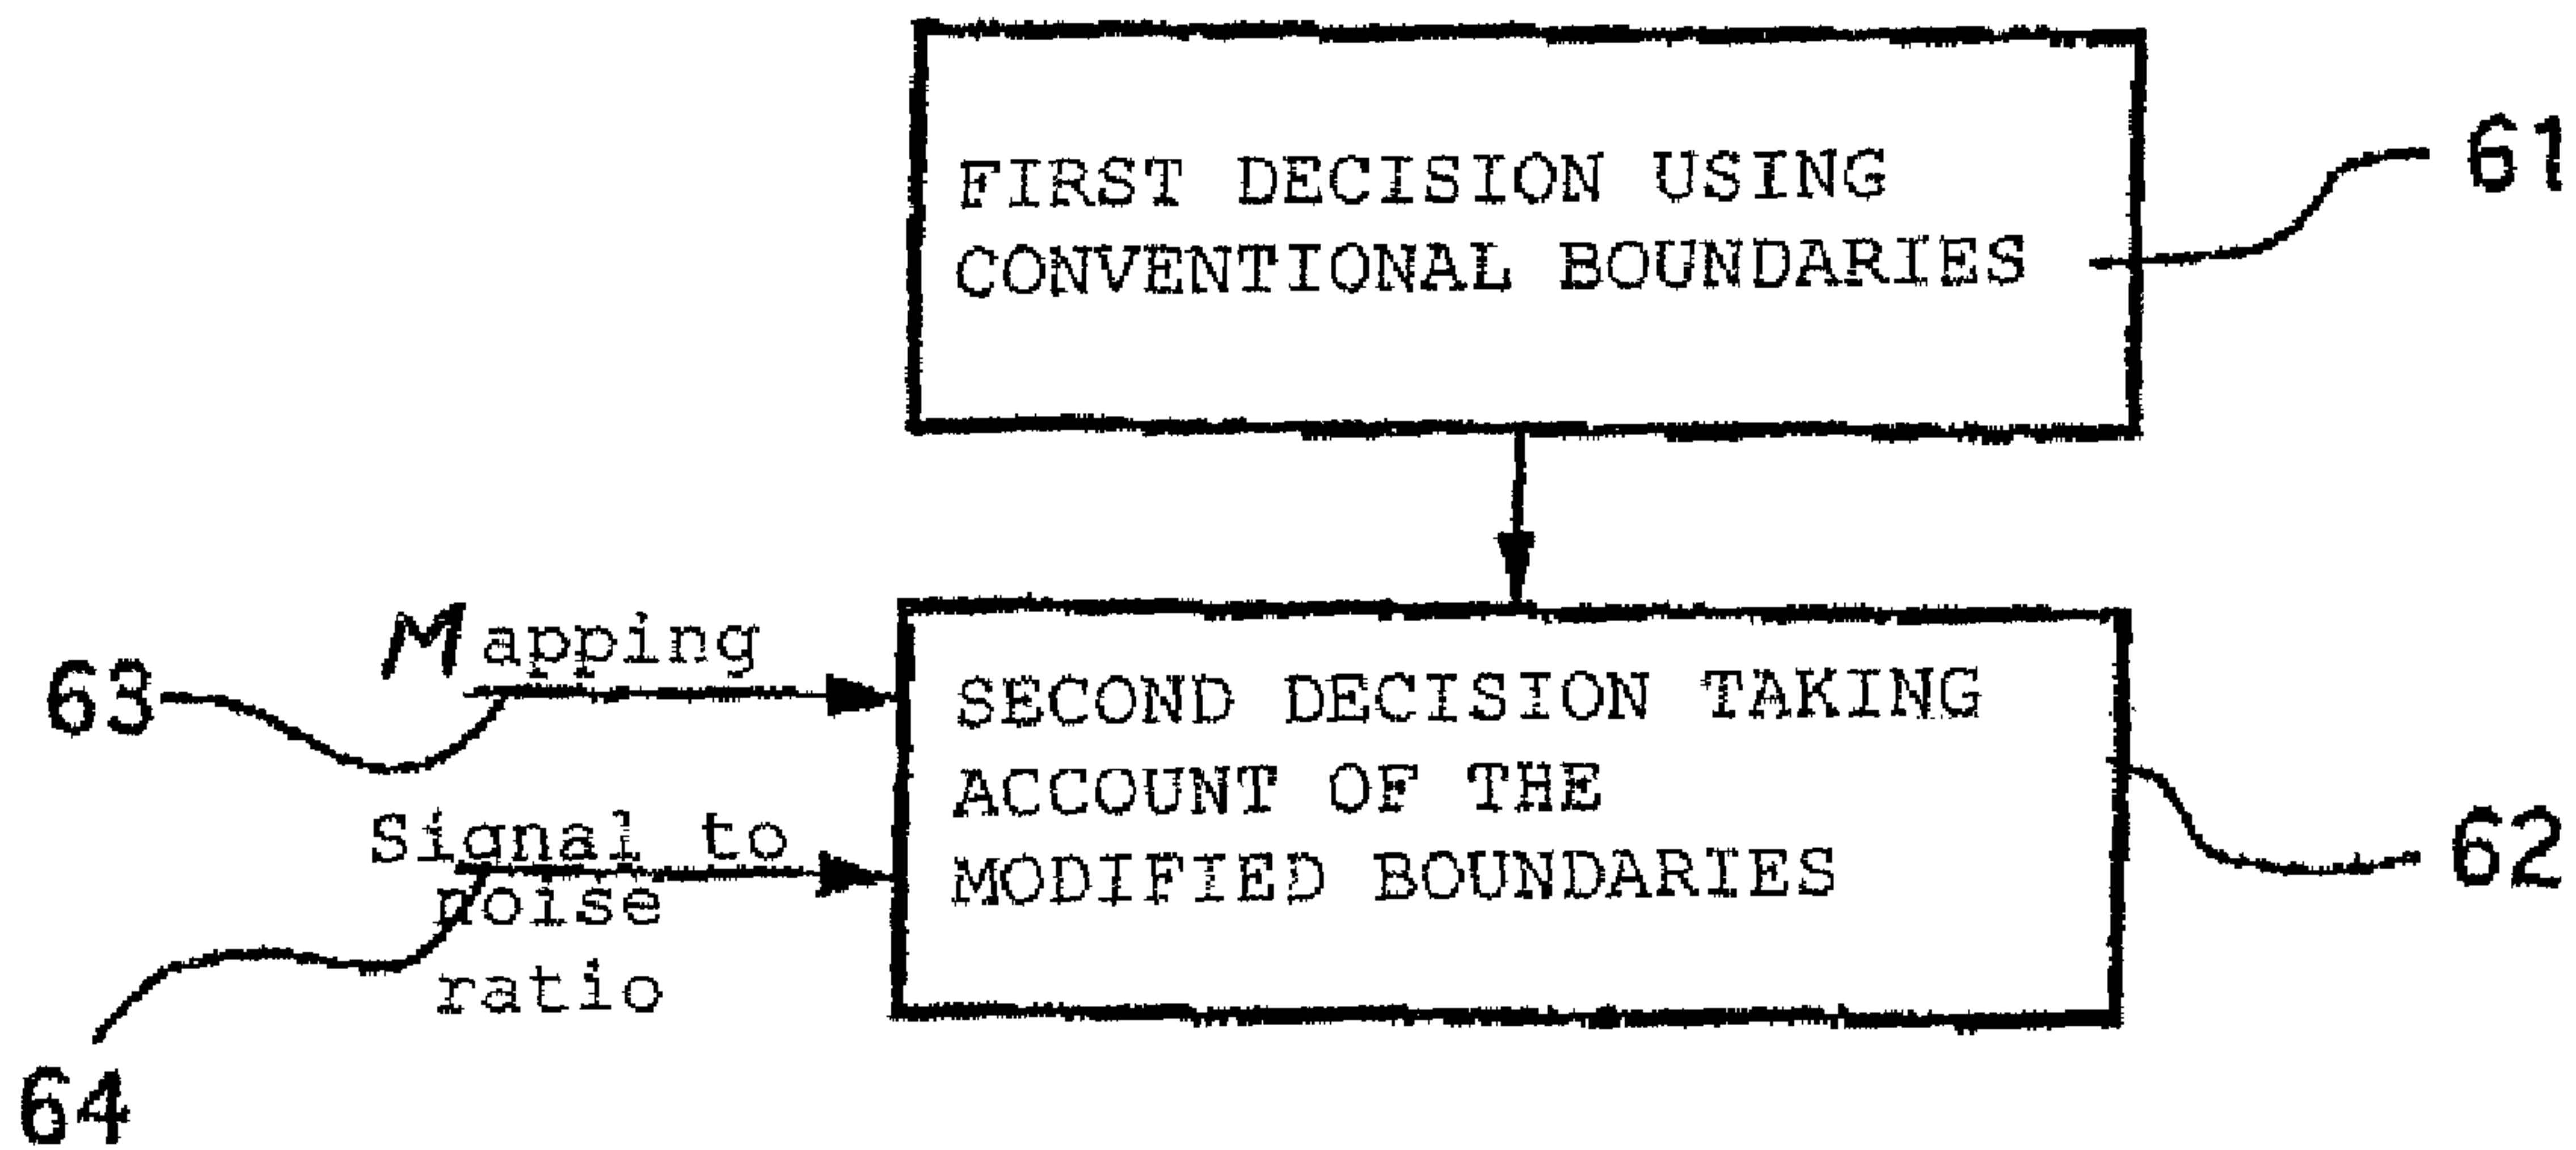 FIRST DECISION USING
CONVENTIONAL BOUNDARIES
61
Mapping
63
SECOND DECISION TAKING
ACCOUNT OF THE
MODIFIED BOUNDARIES
62
Signal to
noise
ratio
64